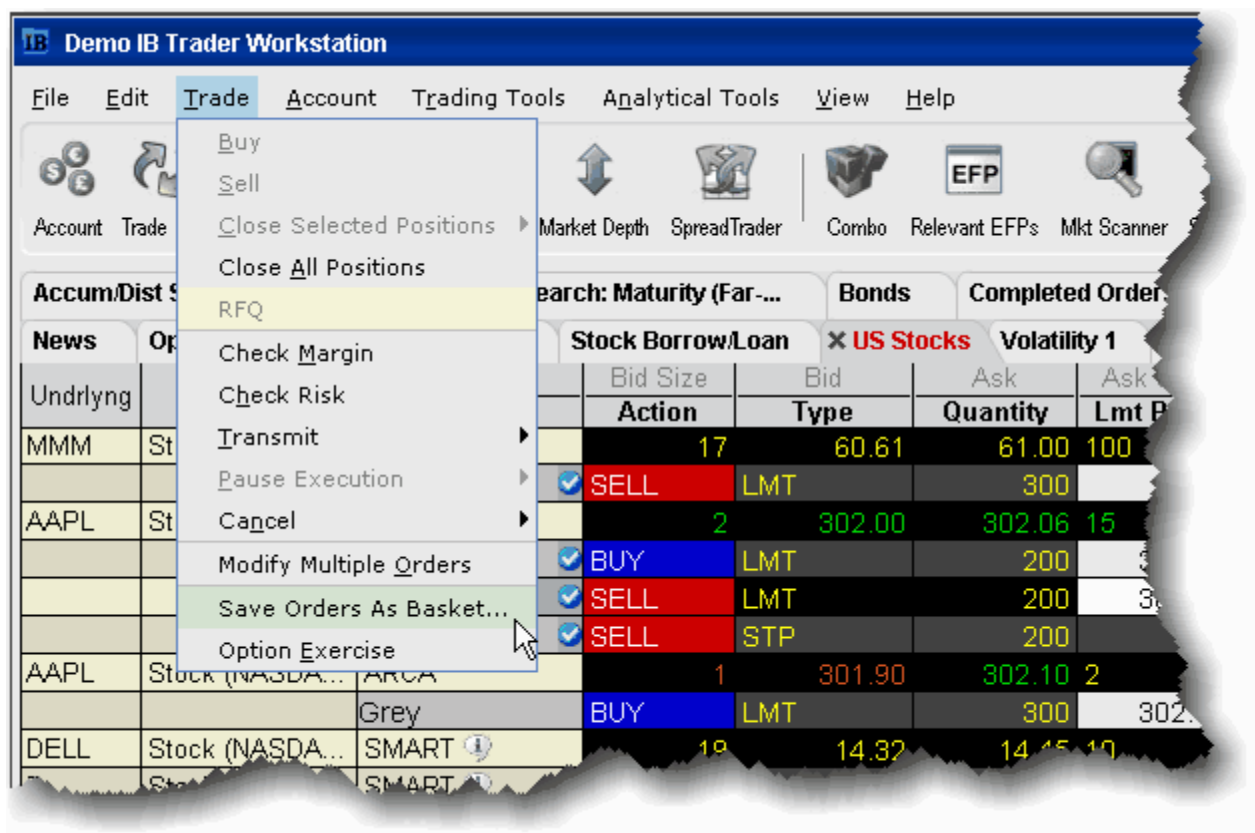 IB Demo IB Trader Workstation
File Edit Trade Account Trading Tools Analytical Tools View Help
Buy
Sell
Close Selected Positions
Close All Positions
RFQ
Check Margin
Check Risk
Transmit
Pause Execution
Cancel
Modify Multiple Orders
Save Orders As Basket...
Option Exercise
EFP
Account Trade Market Depth SpreadTrader Combo Relevant EFPs Mkt Scanner
Accum/Dist Maturity (Far-... Bonds Completed Order
News Stock Borrow/Loan US Stocks Volatility 1
Undrlyng Bid Size Bid Ask Ask
Action Type Quantity Lmt
MMM 17 60.61 61.00 100
SELL LMT 300
AAPL 2 302.00 302.06 15
BUY LMT 200
SELL LMT 200
SELL STP 200
AAPL Stock (NASDA... ARCA 1 301.90 302.10 2
Grey BUY LMT 300 302.
DELL Stock (NASDA... SMART 19 14.32 10
SMART